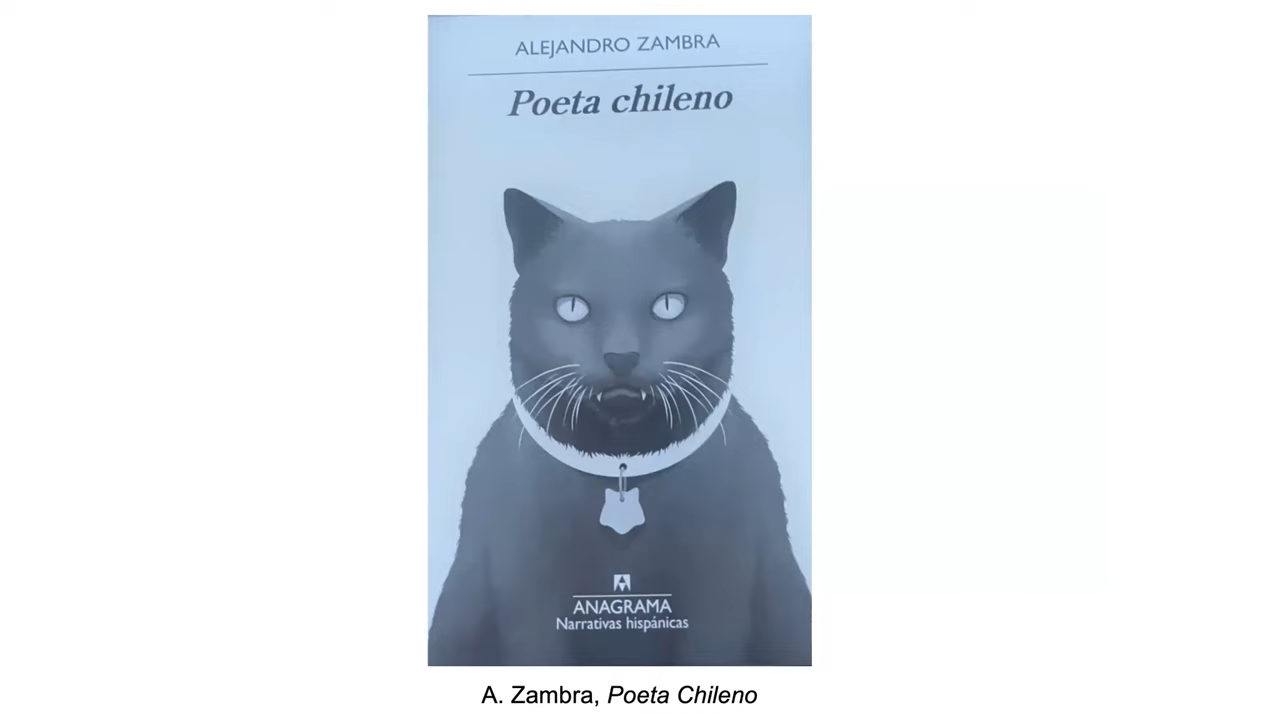 ALEJANDRO ZAMBRA
Poeta chileno
ANAGRAMA
Narrativas hispánicas
A. Zambra, Poeta Chileno